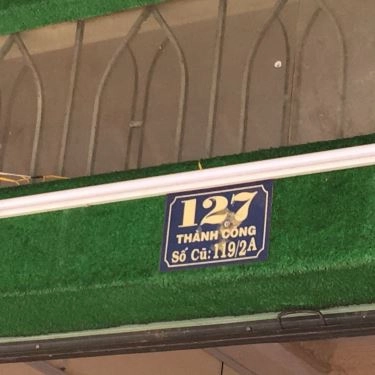 127
THÀNH CÔNG
Số Cũ: 119/2A